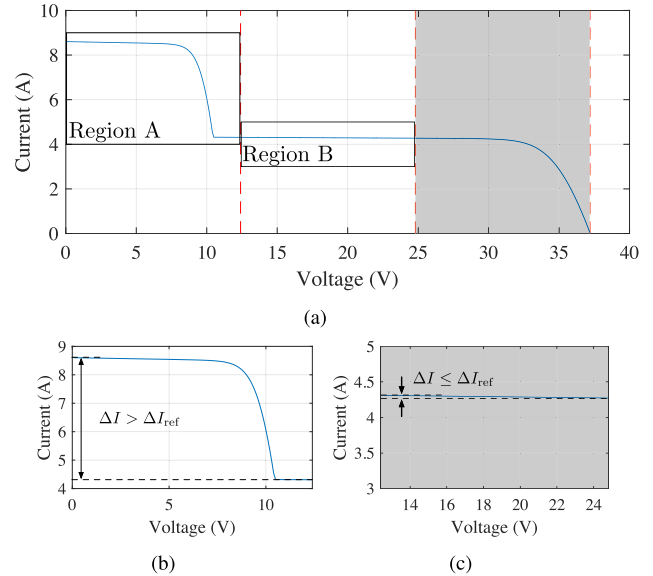 10
8
6
4
2
0
Current (A)
Region A
Region B
0 5 10 15 20 25 30 35 40
Voltage (V)
(a)
9
8
7
6
5
4
Current (A)
ΔI > ΔI_ref
0 5 10
Voltage (V)
(b)
5
4.5
4
3.5
3
Current (A)
ΔI ≤ ΔI_ref
14 16 18 20 22 24
Voltage (V)
(c)